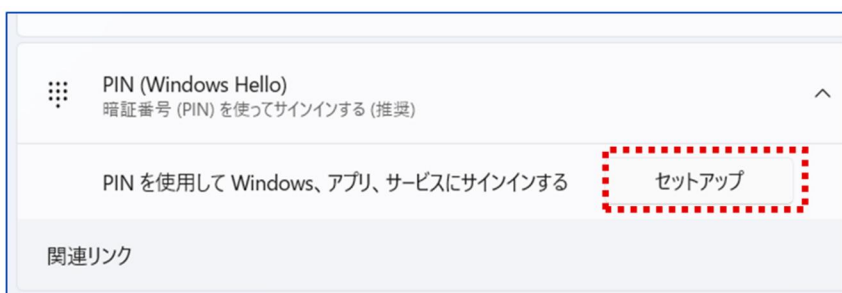 PIN (Windows Hello)
暗証番号 (PIN) を使ってサインインする (推奨)
PIN を使用して Windows、アプリ、サービスにサインインする
セットアップ
関連リンク